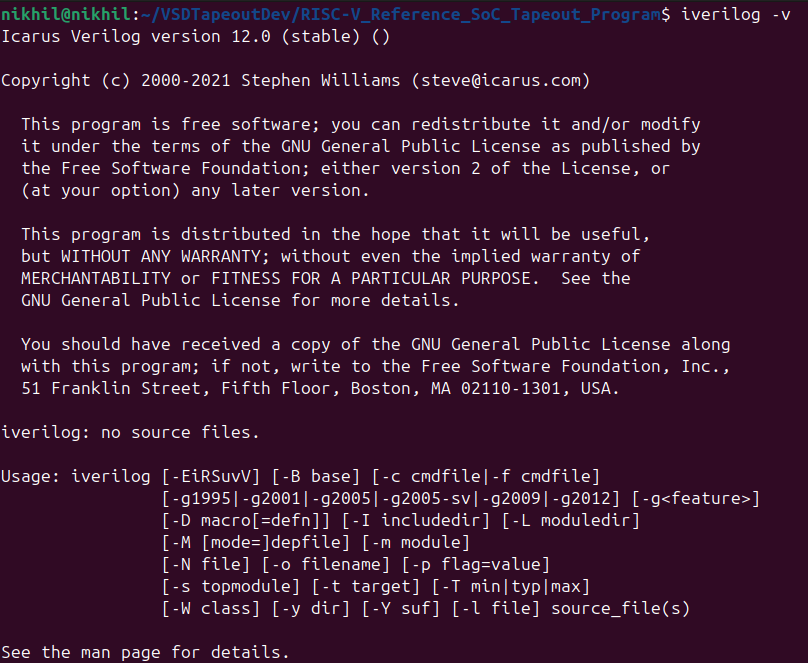 nikhil@nikhil:~/VSDTapeoutDev/RISC-V_Reference_SoC_Tapeout_Program$ iverilog -v
Icarus Verilog version 12.0 (stable) ()

Copyright (c) 2000-2021 Stephen Williams (steve@icarus.com)

  This program is free software; you can redistribute it and/or modify
  it under the terms of the GNU General Public License as published by
  the Free Software Foundation; either version 2 of the License, or
  (at your option) any later version.

  This program is distributed in the hope that it will be useful,
  but WITHOUT ANY WARRANTY; without even the implied warranty of
  MERCHANTABILITY or FITNESS FOR A PARTICULAR PURPOSE.  See the
  GNU General Public License for more details.

  You should have received a copy of the GNU General Public License along
  with this program; if not, write to the Free Software Foundation, Inc.,
  51 Franklin Street, Fifth Floor, Boston, MA 02110-1301, USA.

iverilog: no source files.

Usage: iverilog [-EiRSuvV] [-B base] [-c cmdfile|-f cmdfile]
                [-g1995|-g2001|-g2005|-g2005-sv|-g2009|-g2012] [-g<feature>]
                [-D macro[=defn]] [-I includedir] [-L moduledir]
                [-M [mode=]depfile] [-m module]
                [-N file] [-o filename] [-p flag=value]
                [-s topmodule] [-t target] [-T min|typ|max]
                [-W class] [-y dir] [-Y suf] [-l file] source_file(s)

See the man page for details.